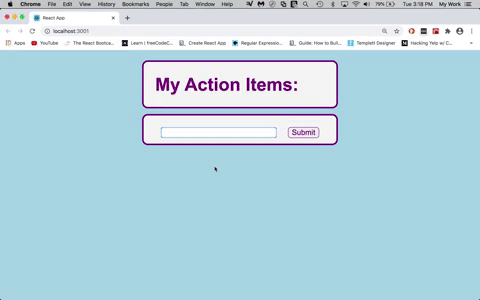 Chrome File Edit View History Bookmarks People Tab Window Help 79% Tue 3:18 PM My Work
React App
localhost:3001
Apps YouTube The React Bootca... Learn | freeCodeC... Create React App Regular Expressio... Guide: How to Buil... Templetl Designer Hacking Yelp w/ C...
My Action Items:
Submit